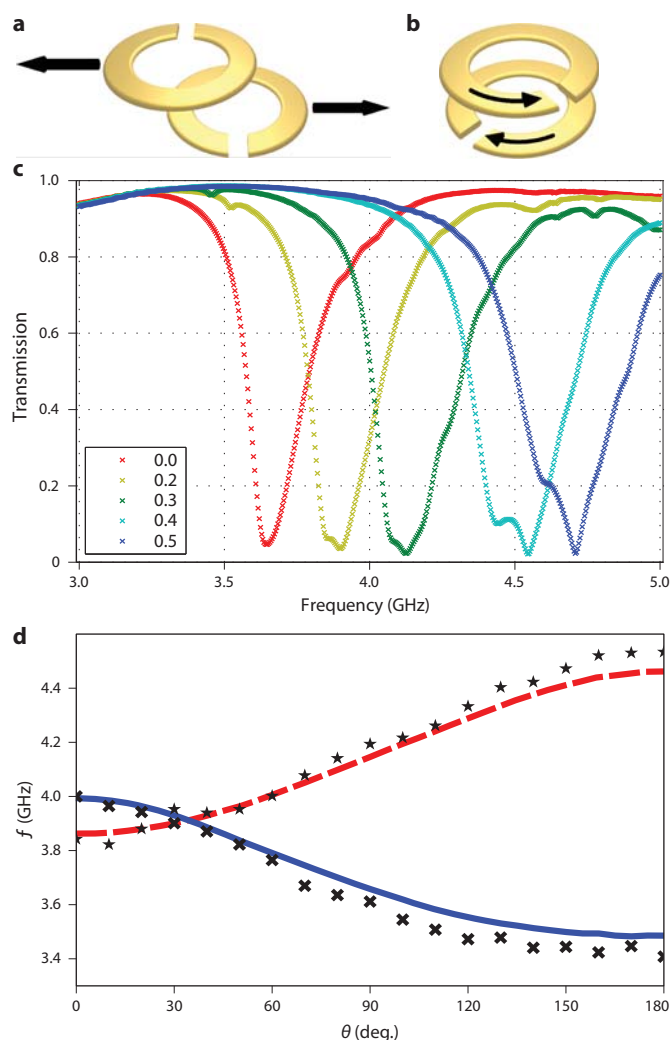 a
b
c
1.0
0.8
0.6
0.4
0.2
0
Transmission
0.0
0.2
0.3
0.4
0.5
3.0 3.5 4.0 4.5 5.0
Frequency (GHz)
d
4.4
4.2
4.0
3.8
3.6
3.4
f (GHz)
0 30 60 90 120 150 180
θ (deg.)